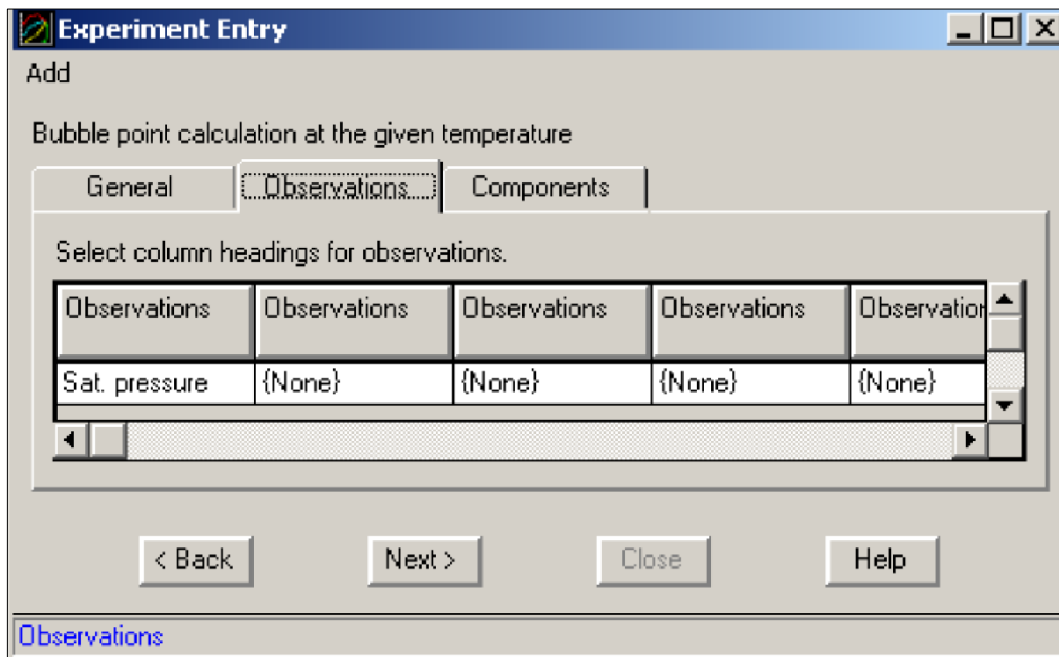 Experiment Entry
Add
Bubble point calculation at the given temperature
General Observations Components
Select column headings for observations.
Observations Observations Observations Observations Observation
Sat. pressure {None} {None} {None} {None}
< Back Next > Close Help
Observations